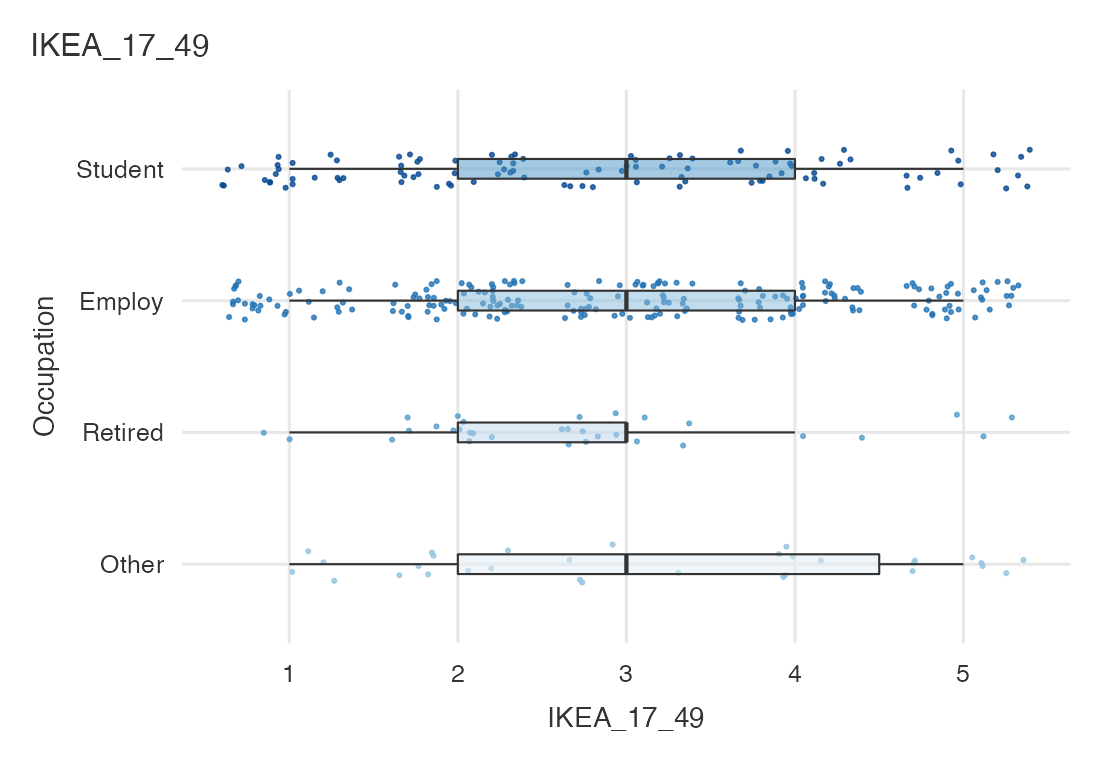 IKEA_17_49
Student
Employ
Retired
Other
Occupation
1 2 3 4 5
IKEA_17_49